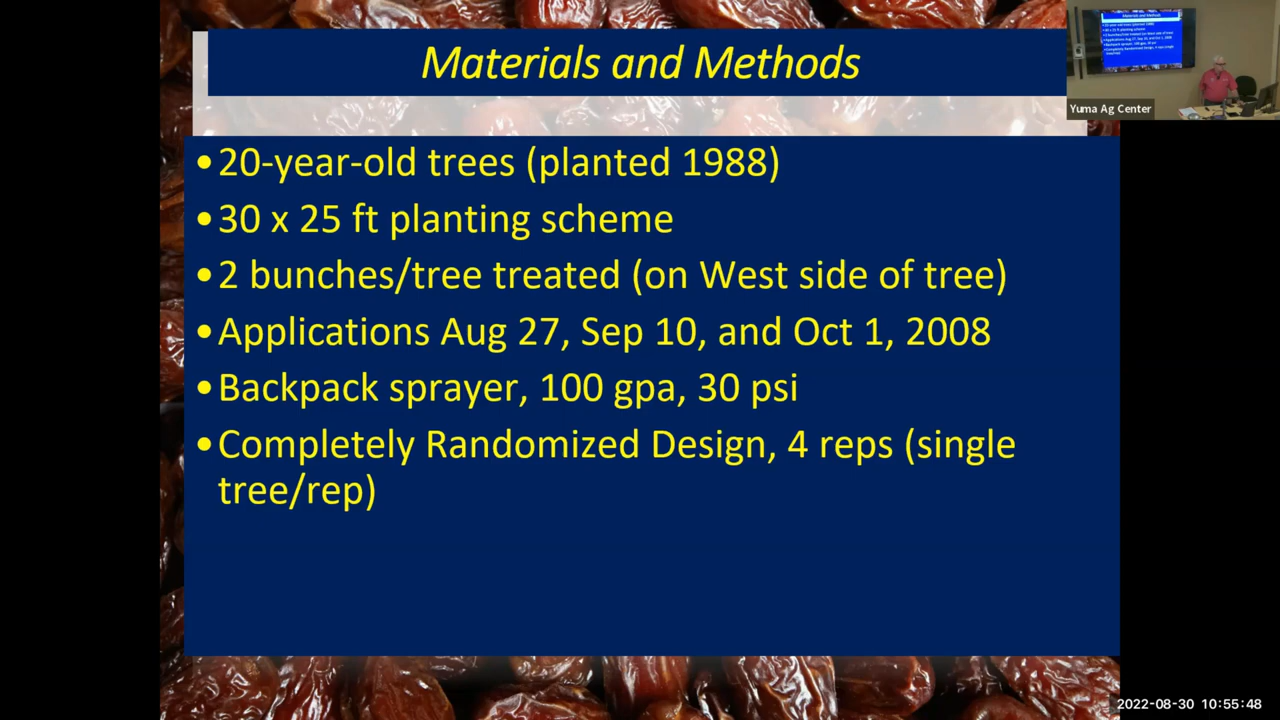 Materials and Methods
•20-year-old trees (planted 1988)
•30 x 25 ft planting scheme
•2 bunches/tree treated (on West side of tree)
•Applications Aug 27, Sep 10, and Oct 1, 2008
•Backpack sprayer, 100 gpa, 30 psi
•Completely Randomized Design, 4 reps (single
tree/rep)
Yuma Ag Center
2022-08-30 10:55:48